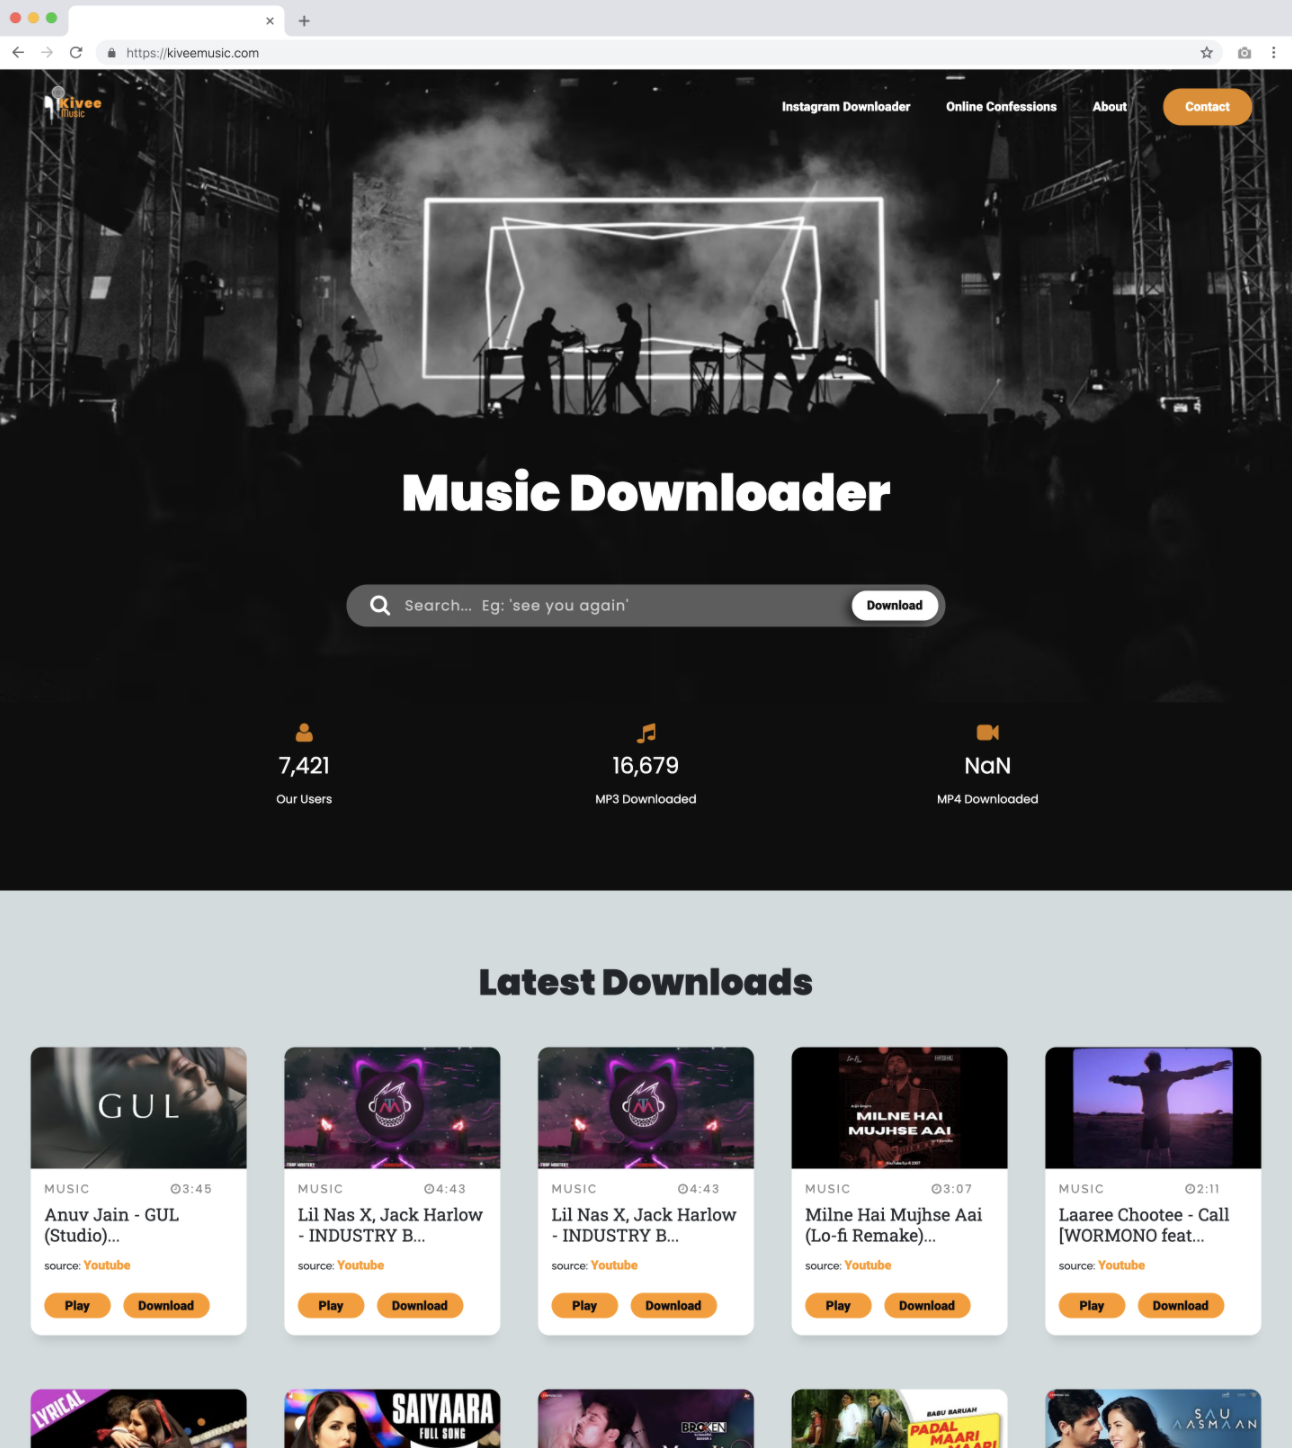 https://kiveemusic.com
Kivee
Music
Instagram Downloader
Online Confessions
About
Contact
Music Downloader
Search... Eg: 'see you again'
Download
7,421
16,679
NaN
Our Users
MP3 Downloaded
MP4 Downloaded
Latest Downloads
GUL
MUSIC
3:45
Anuv Jain - GUL
(Studio)...
source: Youtube
Play
Download
MUSIC
4:43
Lil Nas X, Jack Harlow
- INDUSTRY B...
source: Youtube
Play
Download
MUSIC
4:43
Lil Nas X, Jack Harlow
- INDUSTRY B...
source: Youtube
Play
Download
MILNE HAI
MUJHSE AAI
MUSIC
3:07
Milne Hai Mujhse Aai
(Lo-fi Remake)...
source: Youtube
Play
Download
MUSIC
2:11
Laaree Chootee - Call
[WORMONO feat...
source: Youtube
Play
Download
LYRICAL
SAIYAARA
FULL SONG
BROKEN
BABU BARUAH
PADAL
MAARI
MAARI
SAU
AASMAAN